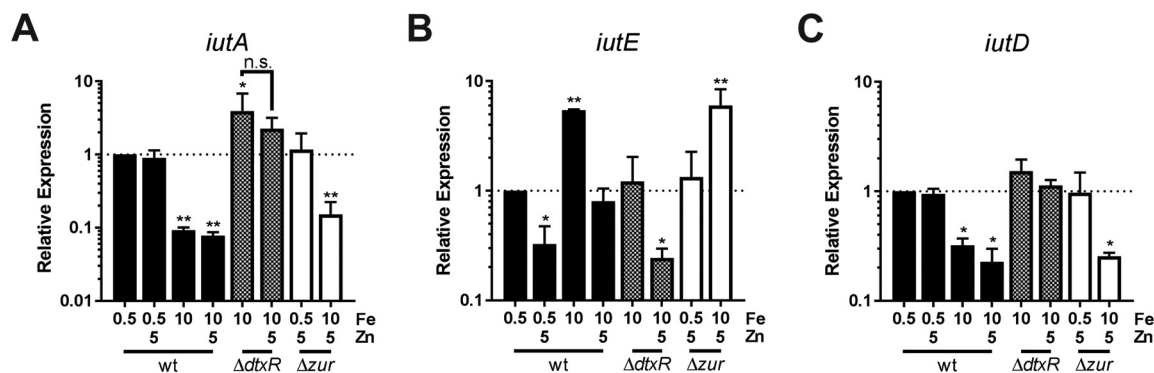 A
iutA
n.s.
Relative Expression
10
1
0.1
0.01
*
**
**
**
0.5 0.5 10 10 10 10 0.5 10 Fe
5 5 5 5 5 Zn
wt ΔdtxR Δzur
B
iutE
Relative Expression
10
1
0.1
*
**
*
**
0.5 0.5 10 10 10 10 0.5 10 Fe
5 5 5 5 5 Zn
wt ΔdtxR Δzur
C
iutD
Relative Expression
10
1
0.1
*
*
*
0.5 0.5 10 10 10 10 0.5 10 Fe
5 5 5 5 5 Zn
wt ΔdtxR Δzur